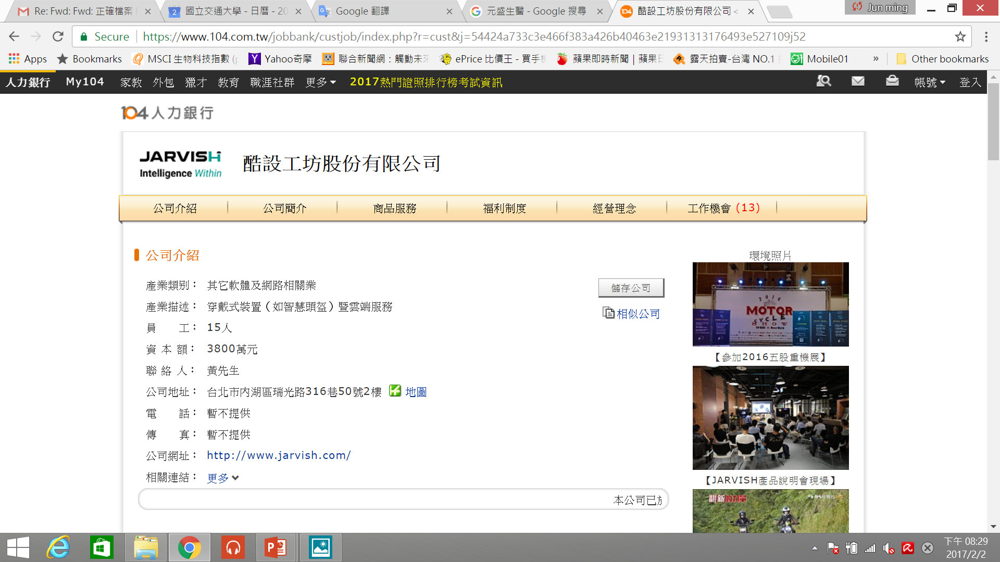 Re: Fwd: Fwd: 正確檔案
國立交通大學 - 日曆 - 20
Google 翻譯
元盛生醫 - Google 搜尋
酷設工坊股份有限公司 <
Jun ming
Secure
https://www.104.com.tw/jobbank/custjob/index.php?r=cust&j=54424a733c3e466f383a426b40463e21931313176493e527109j52
Apps
Bookmarks
MSCI 生物科技指數 (
Yahoo奇摩
聯合新聞網：觸動未來
ePrice 比價王 - 買手機
蘋果即時新聞 | 蘋果日
露天拍賣-台灣 NO.1
Mobile01
»
Other bookmarks
人力銀行 My104 家教 外包 獵才 教育 職涯社群 更多 2017熱門證照排行榜考試資訊 帳號 登入
104人力銀行
JARVISH
Intelligence Within
酷設工坊股份有限公司
公司介紹 公司簡介 商品服務 福利制度 經營理念 工作機會 (13)
公司介紹
產業類別： 其它軟體及網路相關業
產業描述： 穿戴式裝置（如智慧頭盔）暨雲端服務
員 工： 15人
資 本 額： 3800萬元
聯 絡 人： 黃先生
公司地址： 台北市內湖區瑞光路316巷50號2樓 地圖
電 話： 暫不提供
傳 真： 暫不提供
公司網址： http://www.jarvish.com/
相關連結： 更多
本公司已於
儲存公司
相似公司
環境照片
2016
MOTOR
CYCLE
SHOW
【參加2016五股重機展】
【JARVISH產品說明會現場】
維新的力量
下午 08:29
2017/2/2